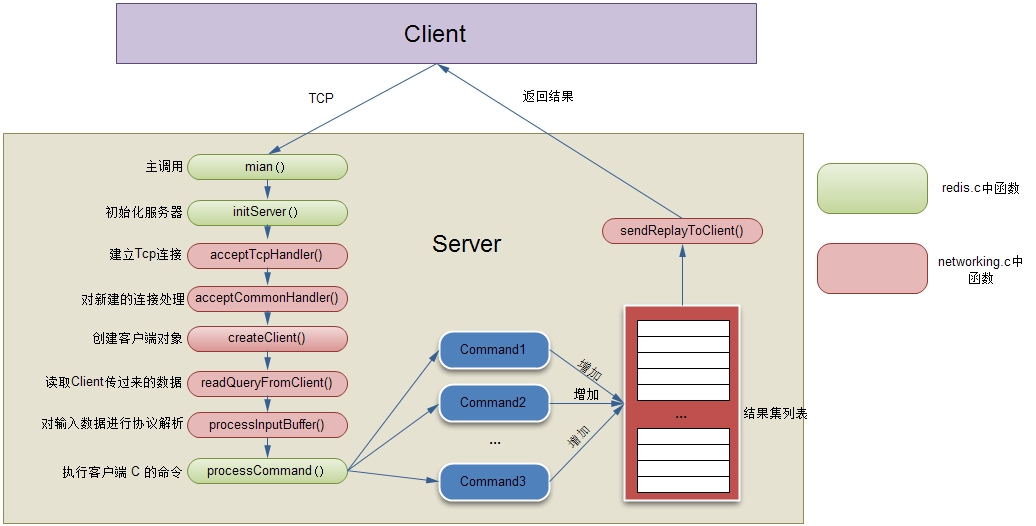 Client
TCP
返回结果
主调用
mian()
初始化服务器
initServer()
建立Tcp连接
acceptTcpHandler()
对新建的连接处理
acceptCommonHandler()
创建客户端对象
createClient()
读取Client传过来的数据
readQueryFromClient()
对输入数据进行协议解析
processInputBuffer()
执行客户端 C 的命令
processCommand()
Server
Command1
Command2
...
Command3
增加
增加
增加
sendReplayToClient()
...
结果集列表
redis.c中函数
networking.c中
函数